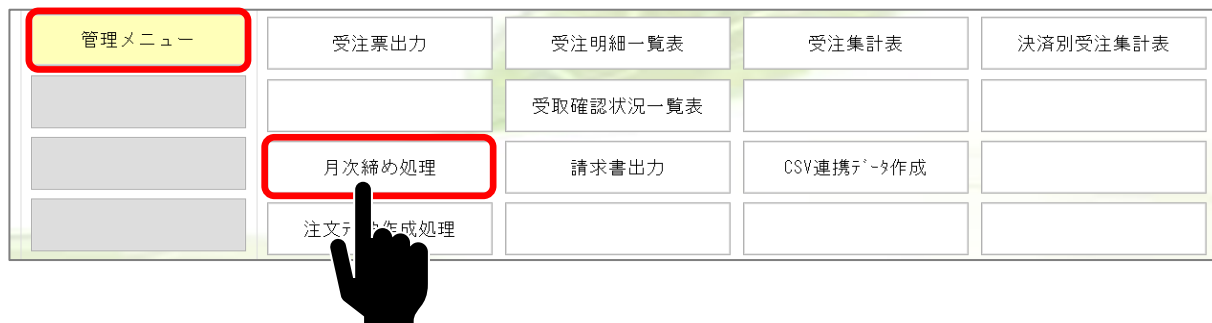 管理メニュー
受注票出力
受注明細一覧表
受注集計表
決済別受注集計表
受取確認状況一覧表
月次締め処理
請求書出力
CSV連携ﾃﾞｰﾀ作成
注文デ 作成処理